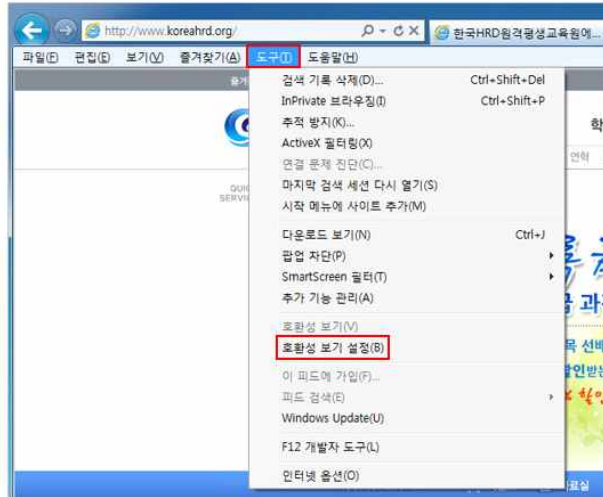 http://www.koreahrd.org/
한국HRD원격평생교육원에...
파일(F) 편집(E) 보기(V) 즐겨찾기(A) 도구(T) 도움말(H)
검색 기록 삭제(D)... Ctrl+Shift+Del
InPrivate 브라우징(I) Ctrl+Shift+P
추적 방지(K)...
ActiveX 필터링(X)
연결 문제 진단(C)...
마지막 검색 세션 다시 열기(S)
시작 메뉴에 사이트 추가(M)
다운로드 보기(N) Ctrl+J
팝업 차단(P)
SmartScreen 필터(T)
추가 기능 관리(A)
호환성 보기(V)
호환성 보기 설정(B)
이 피드에 가입(F)...
피드 검색(E)
Windows Update(U)
F12 개발자 도구(L)
인터넷 옵션(O)
학
연혁
과